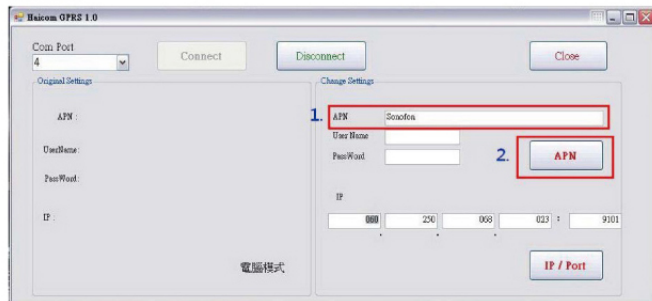 Haicom GPRS 1.0
Com Port
4
Connect
Disconnect
Close
Original Settings
APN :
UserName:
PassWord:
IP :
電腦模式
Change Settings
1. APN Sonofon
User Name
PassWord
2. APN
IP
060 . 250 . 068 . 023 : 9101
IP / Port